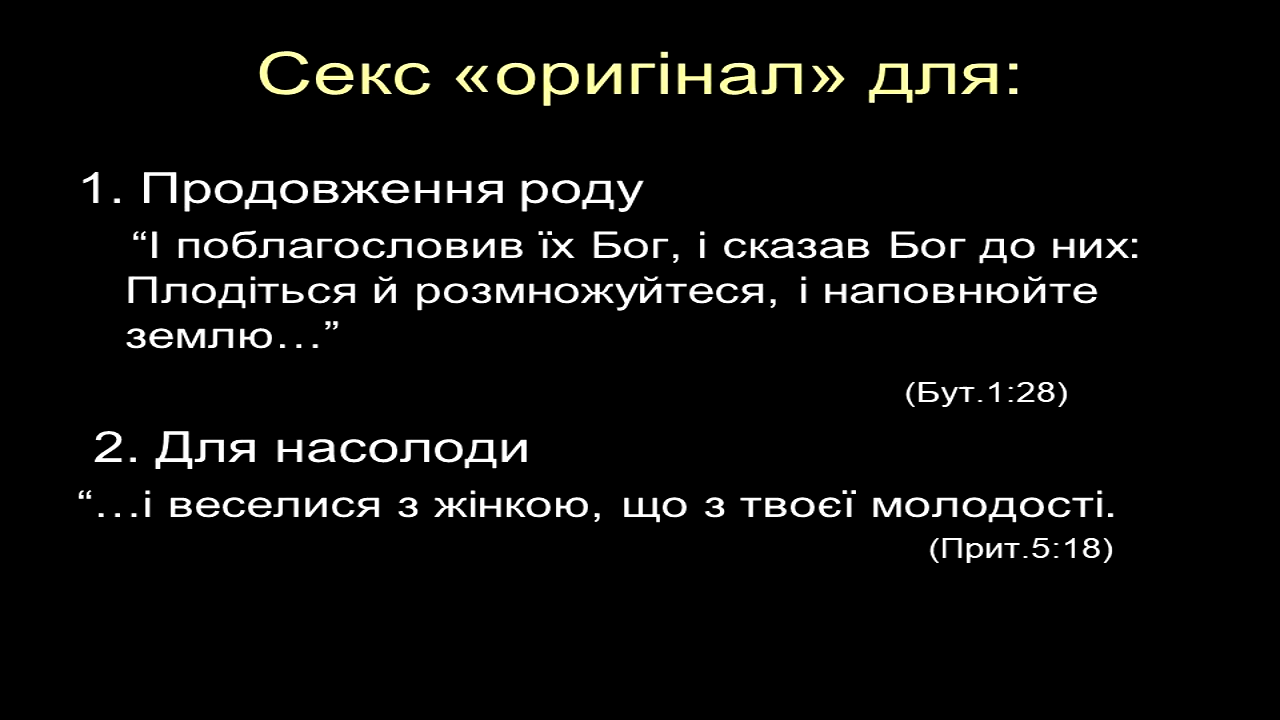 Секс «оригінал» для:
1. Продовження роду
“І поблагословив їх Бог, і сказав Бог до них:
Плодіться й розмножуйтеся, і наповнюйте
землю…”
(Бут.1:28)
2. Для насолоди
“…і веселися з жінкою, що з твоєї молодості.
(Прит.5:18)